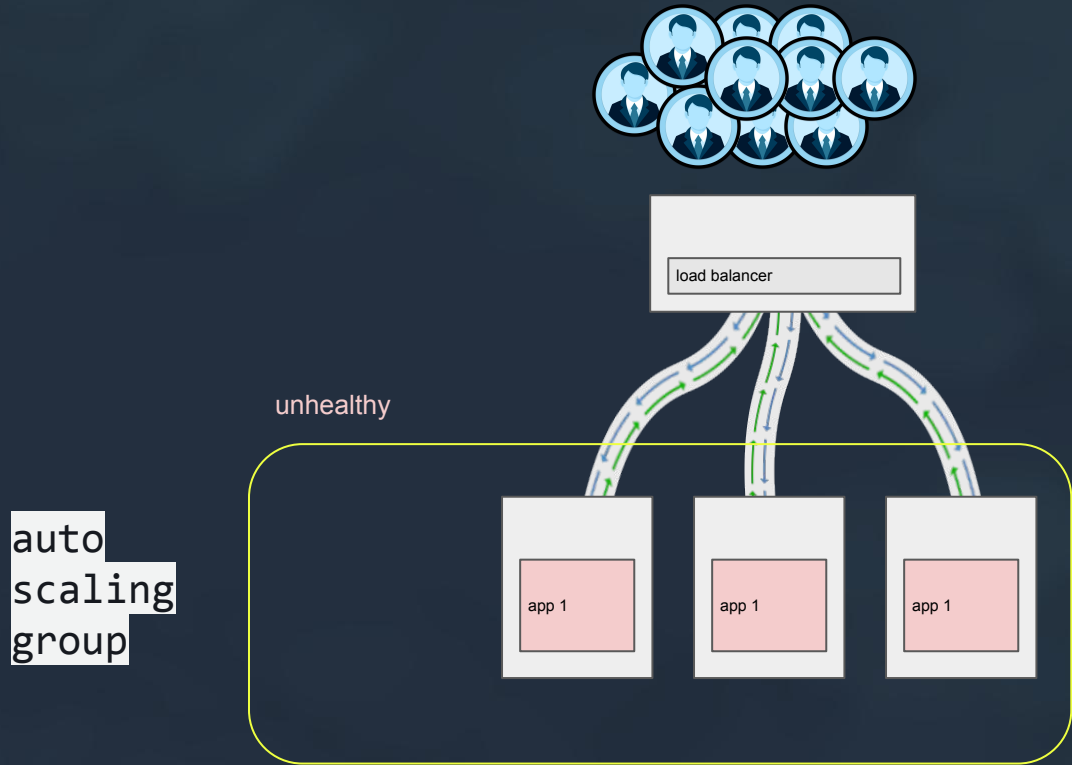 load balancer
unhealthy
auto
scaling
group
app 1
app 1
app 1